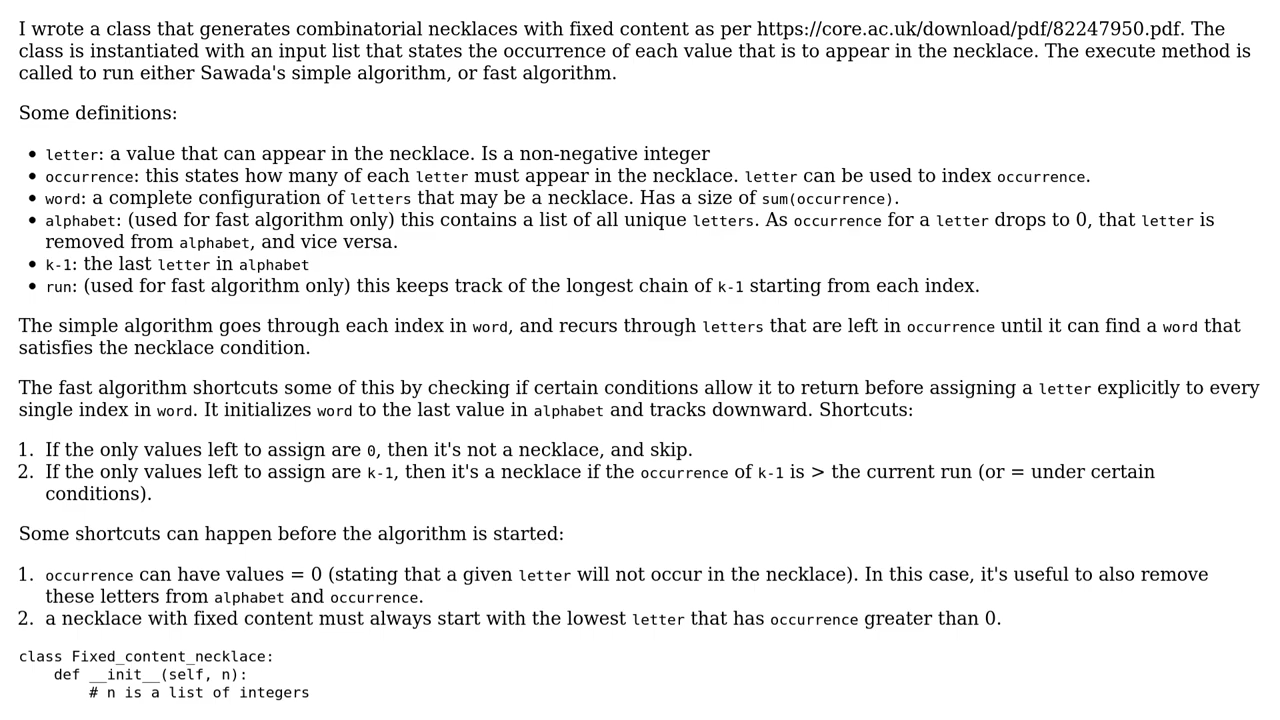 I wrote a class that generates combinatorial necklaces with fixed content as per https://core.ac.uk/download/pdf/82247950.pdf. The
class is instantiated with an input list that states the occurrence of each value that is to appear in the necklace. The execute method is
called to run either Sawada's simple algorithm, or fast algorithm.
Some definitions:
• letter: a value that can appear in the necklace. Is a non-negative integer
• occurrence: this states how many of each letter must appear in the necklace. letter can be used to index occurrence.
• word: a complete configuration of letters that may be a necklace. Has a size of sum(occurrence).
• alphabet: (used for fast algorithm only) this contains a list of all unique letters. As occurrence for a letter drops to 0, that letter is
removed from alphabet, and vice versa.
• k-1: the last letter in alphabet
• run: (used for fast algorithm only) this keeps track of the longest chain of k-1 starting from each index.
The simple algorithm goes through each index in word, and recurs through letters that are left in occurrence until it can find a word that
satisfies the necklace condition.
The fast algorithm shortcuts some of this by checking if certain conditions allow it to return before assigning a letter explicitly to every
single index in word. It initializes word to the last value in alphabet and tracks downward. Shortcuts:
1. If the only values left to assign are 0, then it's not a necklace, and skip.
2. If the only values left to assign are k-1, then it's a necklace if the occurrence of k-1 is > the current run (or = under certain
conditions).
Some shortcuts can happen before the algorithm is started:
1. occurrence can have values = 0 (stating that a given letter will not occur in the necklace). In this case, it's useful to also remove
these letters from alphabet and occurrence.
2. a necklace with fixed content must always start with the lowest letter that has occurrence greater than 0.
class Fixed_content_necklace:
    def __init__(self, n):
        # n is a list of integers